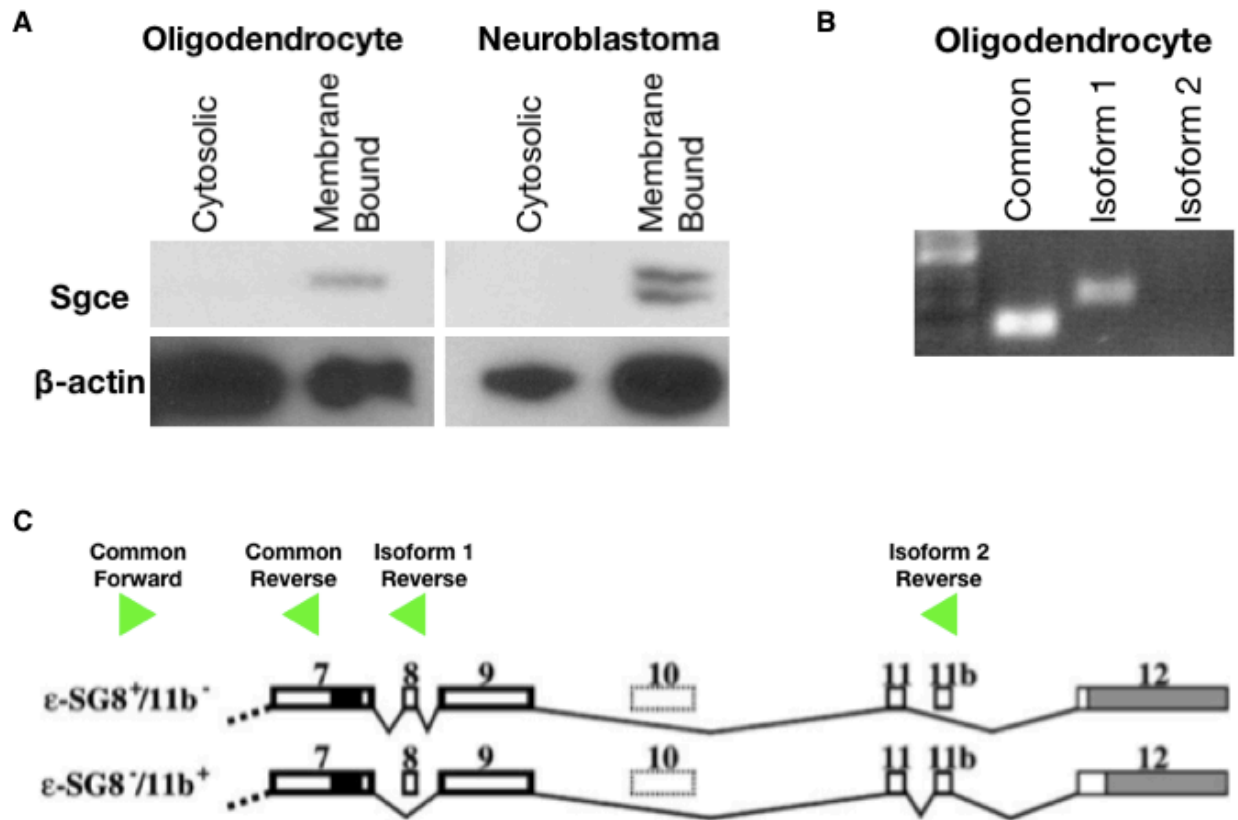 A
Oligodendrocyte
Neuroblastoma
Cytosolic
Membrane
Bound
Cytosolic
Membrane
Bound
Sgce
β-actin
B
Oligodendrocyte
Common
Isoform 1
Isoform 2
C
Common
Forward
Common
Reverse
Isoform 1
Reverse
Isoform 2
Reverse
7 8 9 10 11 11b 12
ε-SG8⁺/11b⁻
7 8 9 10 11 11b 12
ε-SG8⁻/11b⁺